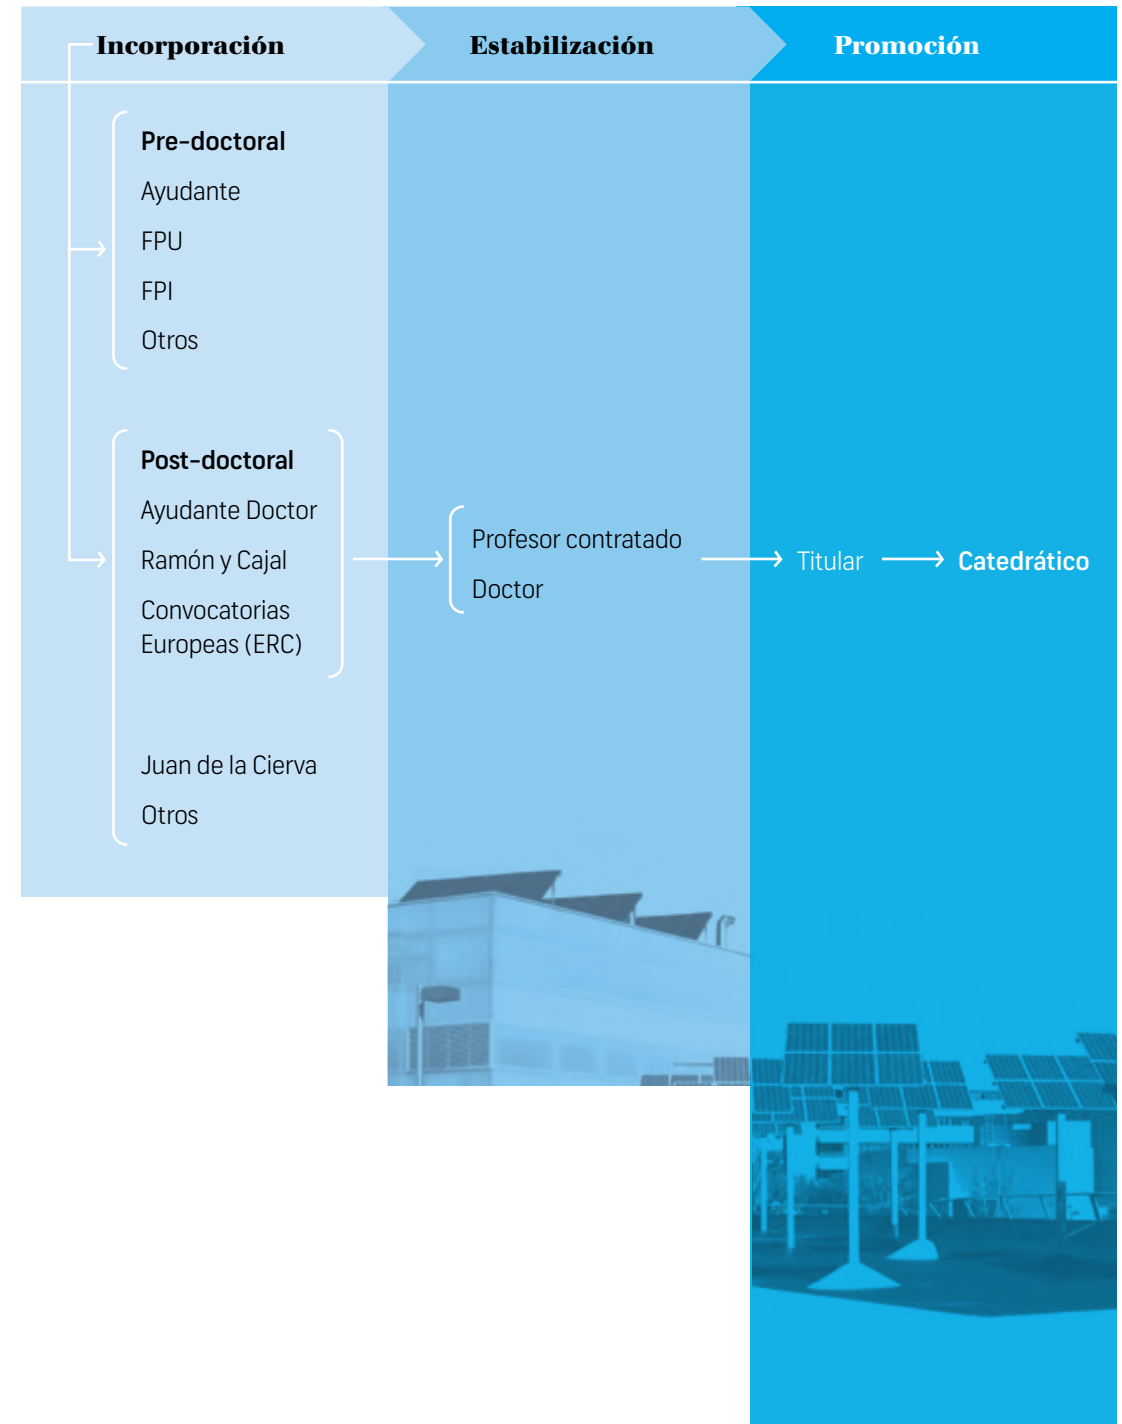 Incorporación
Estabilización
Promoción
Pre-doctoral
Ayudante
FPU
FPI
Otros
Post-doctoral
Ayudante Doctor
Ramón y Cajal
Convocatorias
Europeas (ERC)
Juan de la Cierva
Otros
Profesor contratado
Doctor
Titular
Catedrático